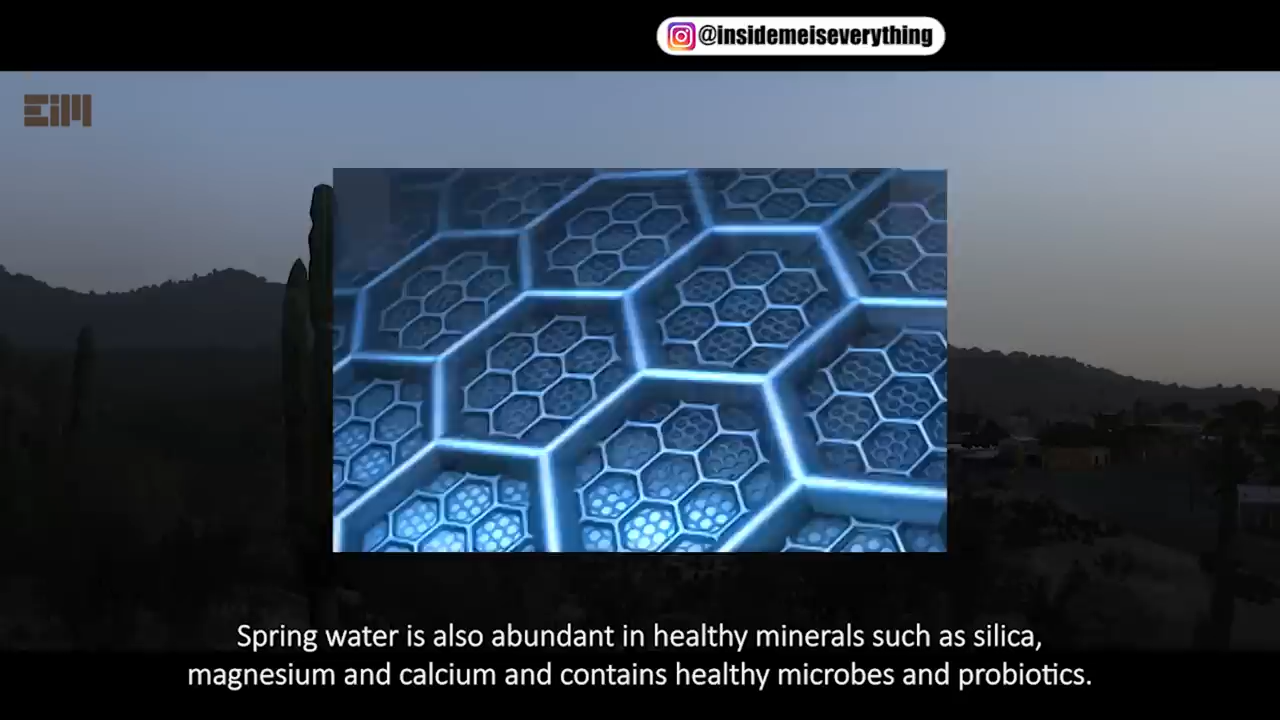 @insidemeiseverything
EIM
Spring water is also abundant in healthy minerals such as silica,
magnesium and calcium and contains healthy microbes and probiotics.